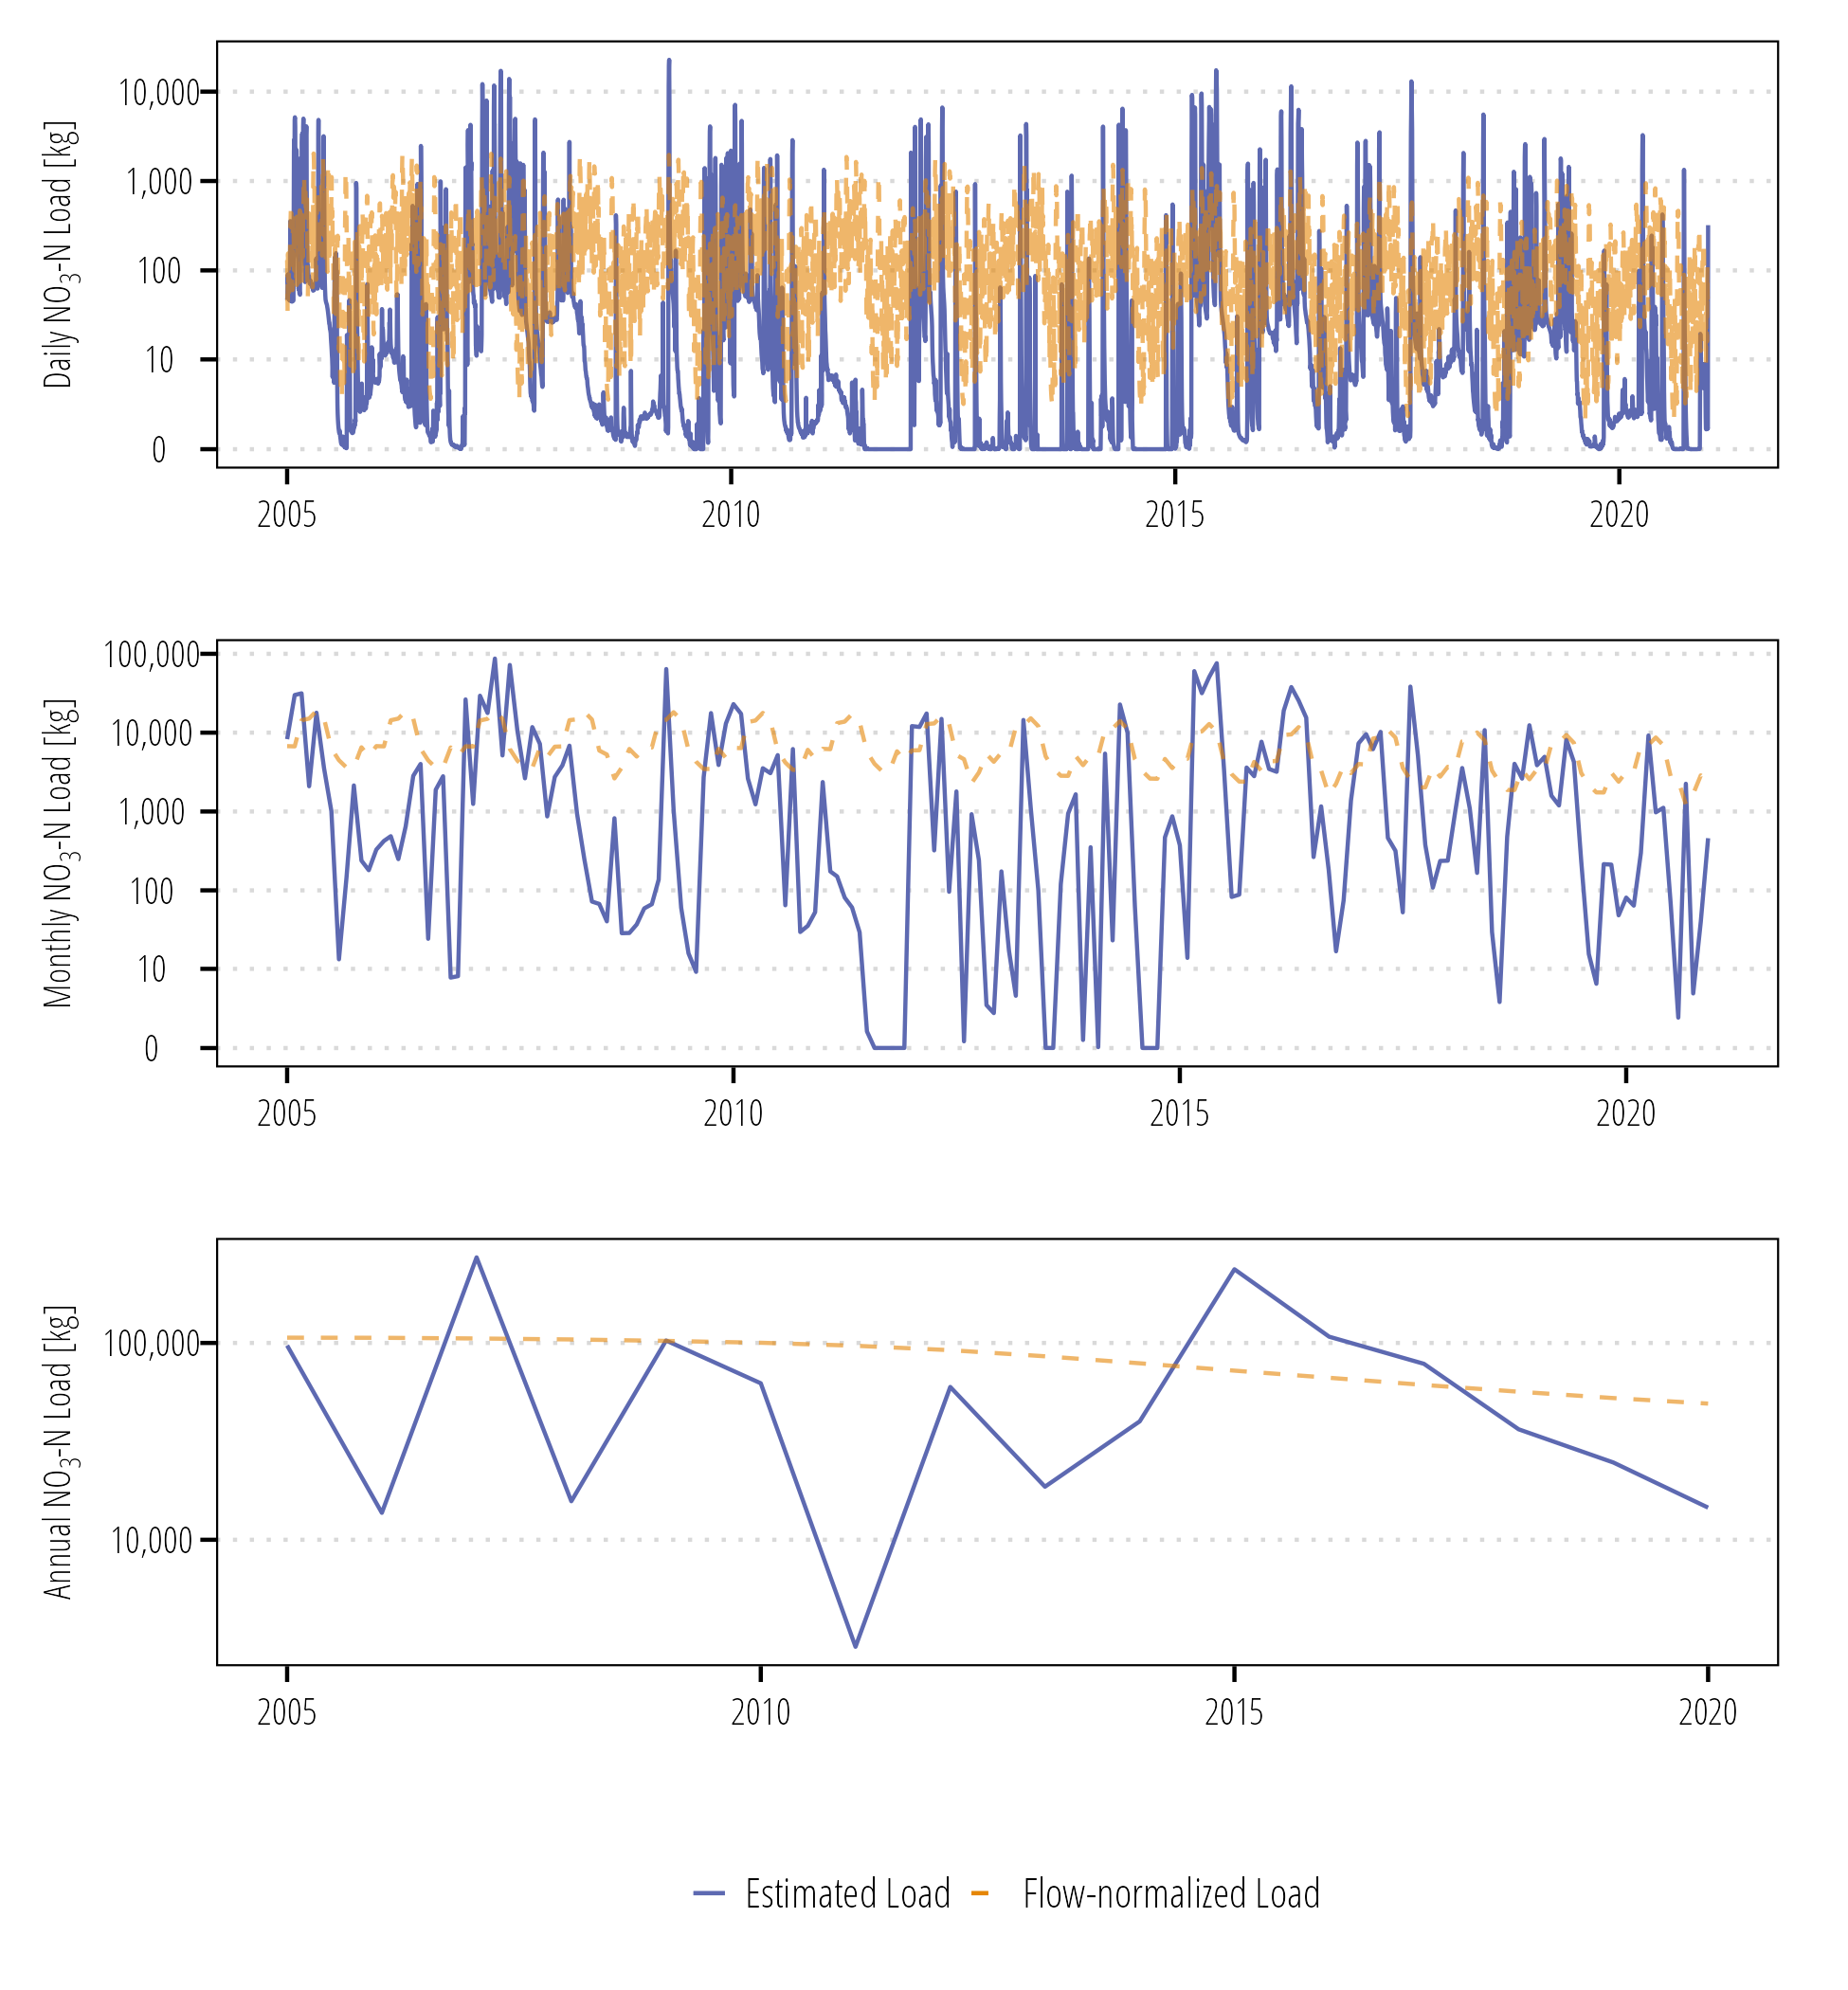 Daily NO3-N Load [kg]
10,000
1,000
100
10
0
2005 2010 2015 2020
Monthly NO3-N Load [kg]
100,000
10,000
1,000
100
10
0
2005 2010 2015 2020
Annual NO3-N Load [kg]
100,000
10,000
2005 2010 2015 2020
Estimated Load Flow-normalized Load